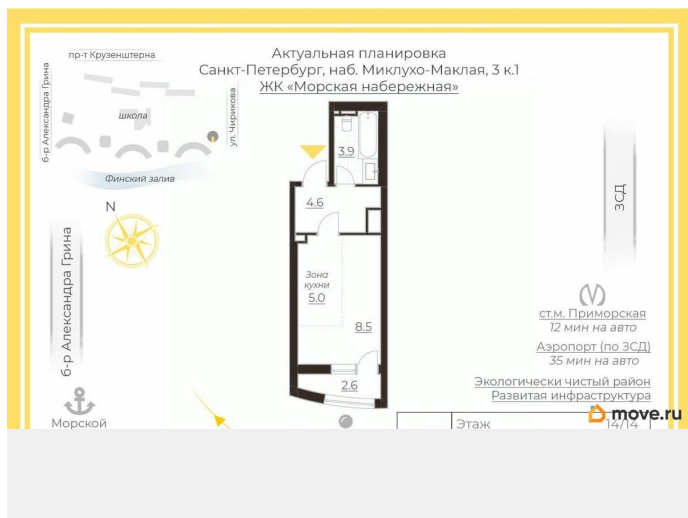 Актуальная планировка
Санкт-Петербург, наб. Миклухо-Маклая, 3 к.1
ЖК «Морская набережная»
пр-т Крузенштерна
б-р Александра Грина
школа
ул. Чирикова
Финский залив
N
б-р Александра Грина
Морской
3.9
4.6
Зона
кухни
5.0
8.5
2.6
ЗСД
ст.м. Приморская
12 мин на авто
Аэропорт (по ЗСД)
35 мин на авто
Экологически чистый район
Развитая инфраструктура
move.ru
Этаж 14/14